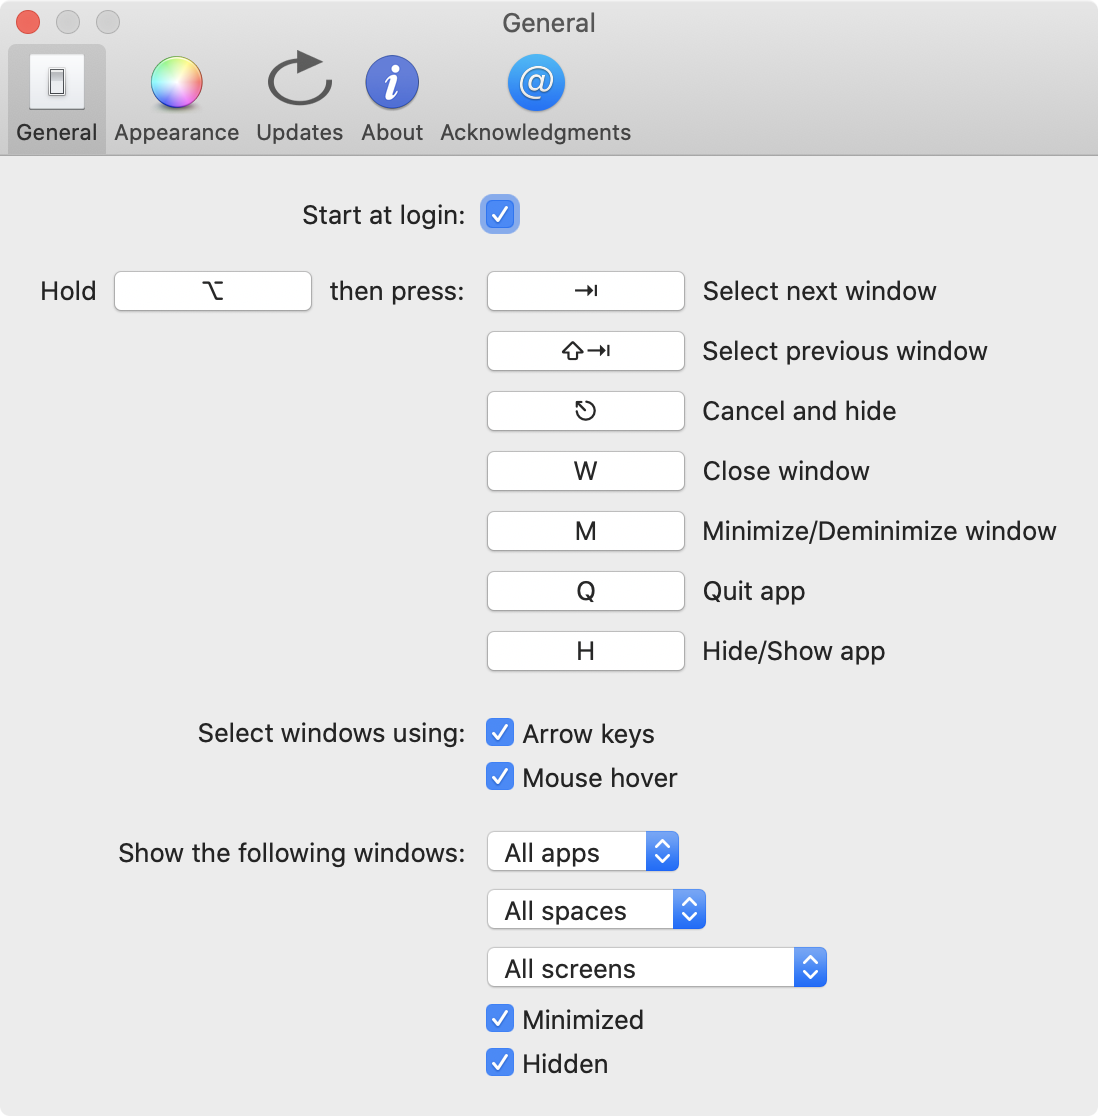 General
General Appearance Updates About Acknowledgments
Start at login:
Hold ⌥ then press: ⇥ Select next window
⇧⇥ Select previous window
⎋ Cancel and hide
W Close window
M Minimize/Deminimize window
Q Quit app
H Hide/Show app
Select windows using: Arrow keys
Mouse hover
Show the following windows: All apps
All spaces
All screens
Minimized
Hidden